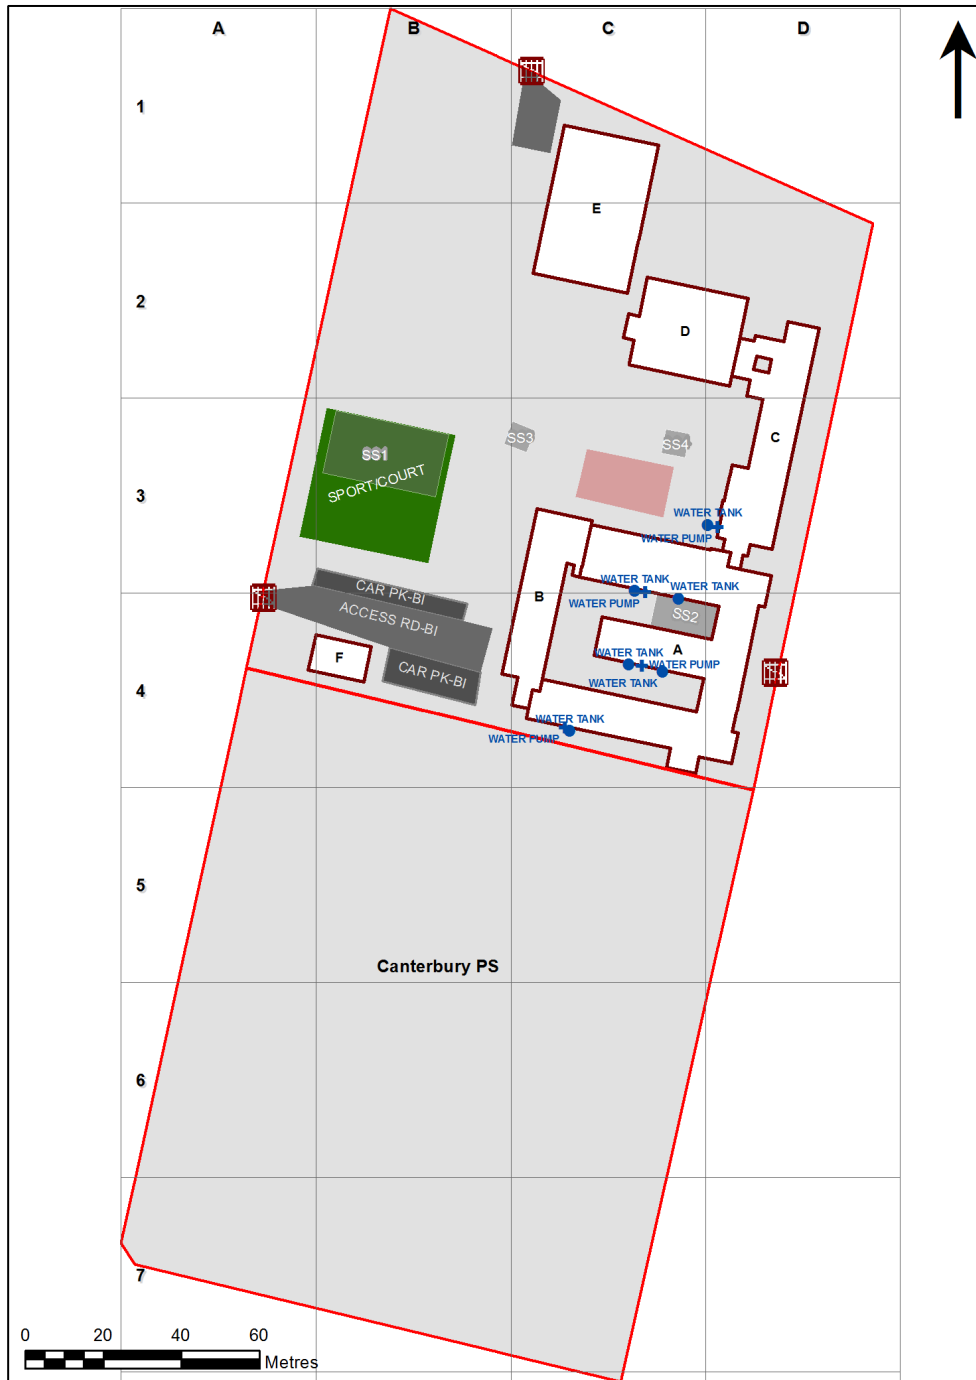 A B C D
1
E
2
D
C
SS3
SS4
SS1
SPORT/COURT
3
WATER TANK
WATER PUMP
CAR PK-BI
WATER TANK
WATER TANK
B
WATER PUMP
ACCESS RD-BI
SS2
F
A
WATER TANK
WATER PUMP
CAR PK-BI
WATER TANK
4
WATER TANK
WATER PUMP
5
Canterbury PS
6
7
0 20 40 60
Metres